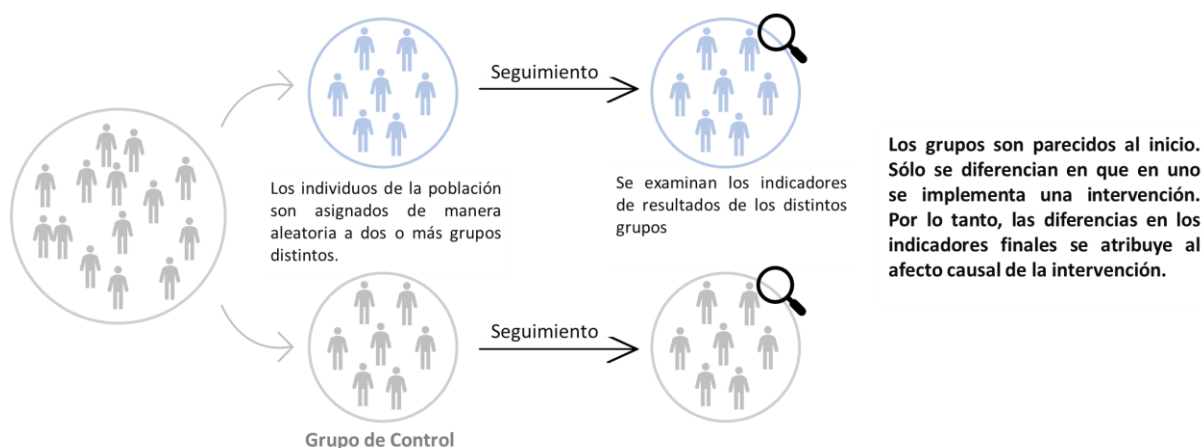 Seguimiento
Los individuos de la población
son asignados de manera
aleatoria a dos o más grupos
distintos.
Se examinan los indicadores
de resultados de los distintos
grupos
Seguimiento
Grupo de Control
Los grupos son parecidos al inicio.
Sólo se diferencian en que en uno
se implementa una intervención.
Por lo tanto, las diferencias en los
indicadores finales se atribuye al
afecto causal de la intervención.